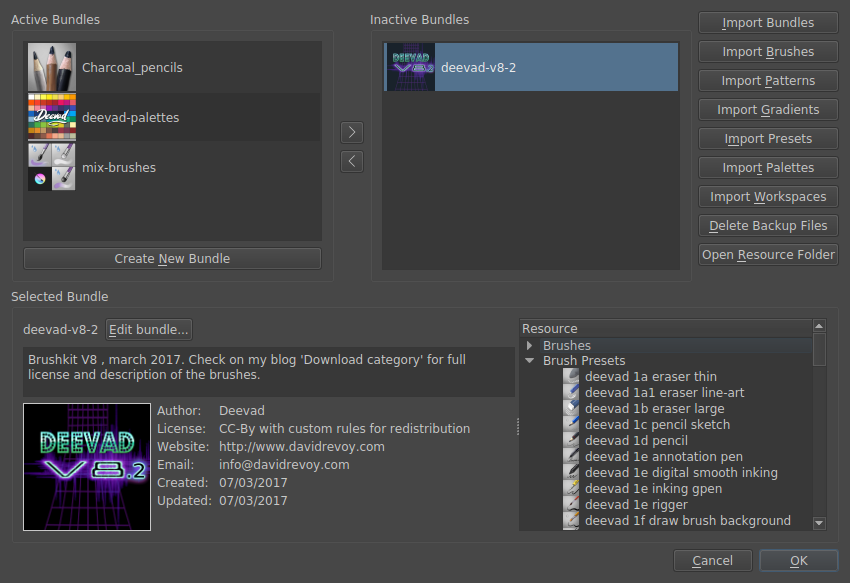 Active Bundles
Charcoal_pencils
Deevad
deevad-palettes
mix-brushes
Create New Bundle
>
<
Inactive Bundles
DEEVAD
V8.2
deevad-v8-2
Import Bundles
Import Brushes
Import Patterns
Import Gradients
Import Presets
Import Palettes
Import Workspaces
Delete Backup Files
Open Resource Folder
Selected Bundle
deevad-v8-2 Edit bundle...
Brushkit V8 , march 2017. Check on my blog 'Download category' for full
license and description of the brushes.
DEEVAD
V8.2
Author: Deevad
License: CC-By with custom rules for redistribution
Website: http://www.davidrevoy.com
Email: info@davidrevoy.com
Created: 07/03/2017
Updated: 07/03/2017
Resource
Brushes
Brush Presets
deevad 1a eraser thin
deevad 1a1 eraser line-art
deevad 1b eraser large
deevad 1c pencil sketch
deevad 1d pencil
deevad 1e annotation pen
deevad 1e digital smooth inking
deevad 1e inking gpen
deevad 1e rigger
deevad 1f draw brush background
Cancel OK